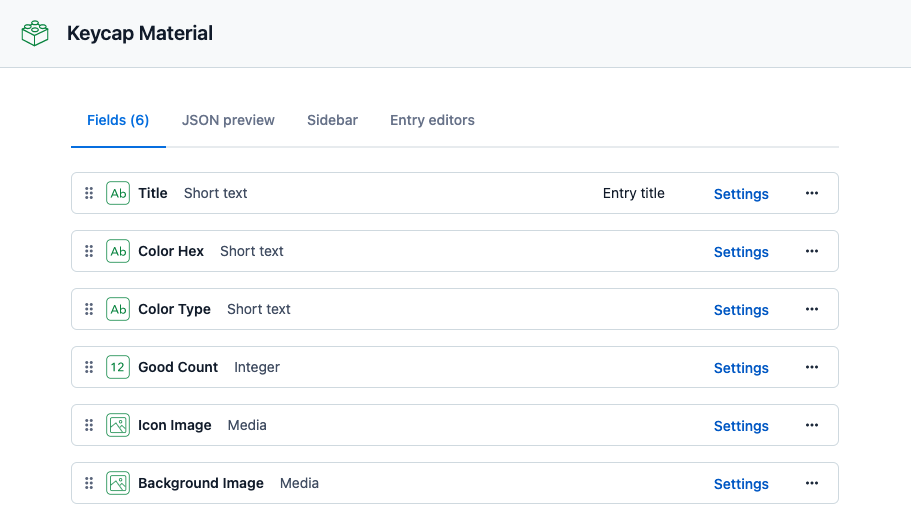 Keycap Material
Fields (6) JSON preview Sidebar Entry editors
Ab Title Short text Entry title Settings
Ab Color Hex Short text Settings
Ab Color Type Short text Settings
12 Good Count Integer Settings
Icon Image Media Settings
Background Image Media Settings